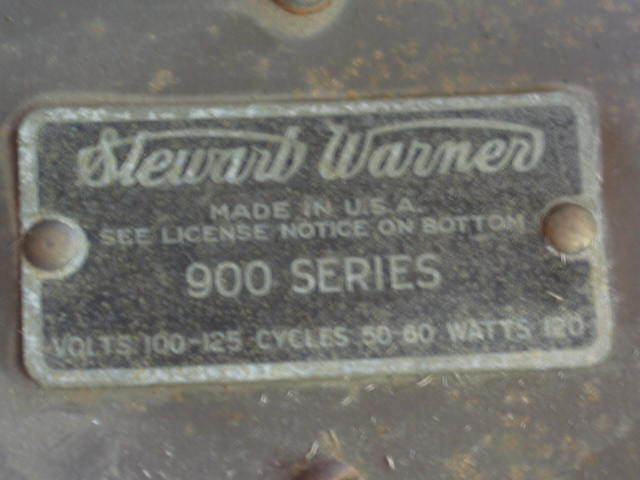 Stewart Warner
MADE IN U.S.A.
SEE LICENSE NOTICE ON BOTTOM
900 SERIES
VOLTS 100-125 CYCLES 50-60 WATTS 120